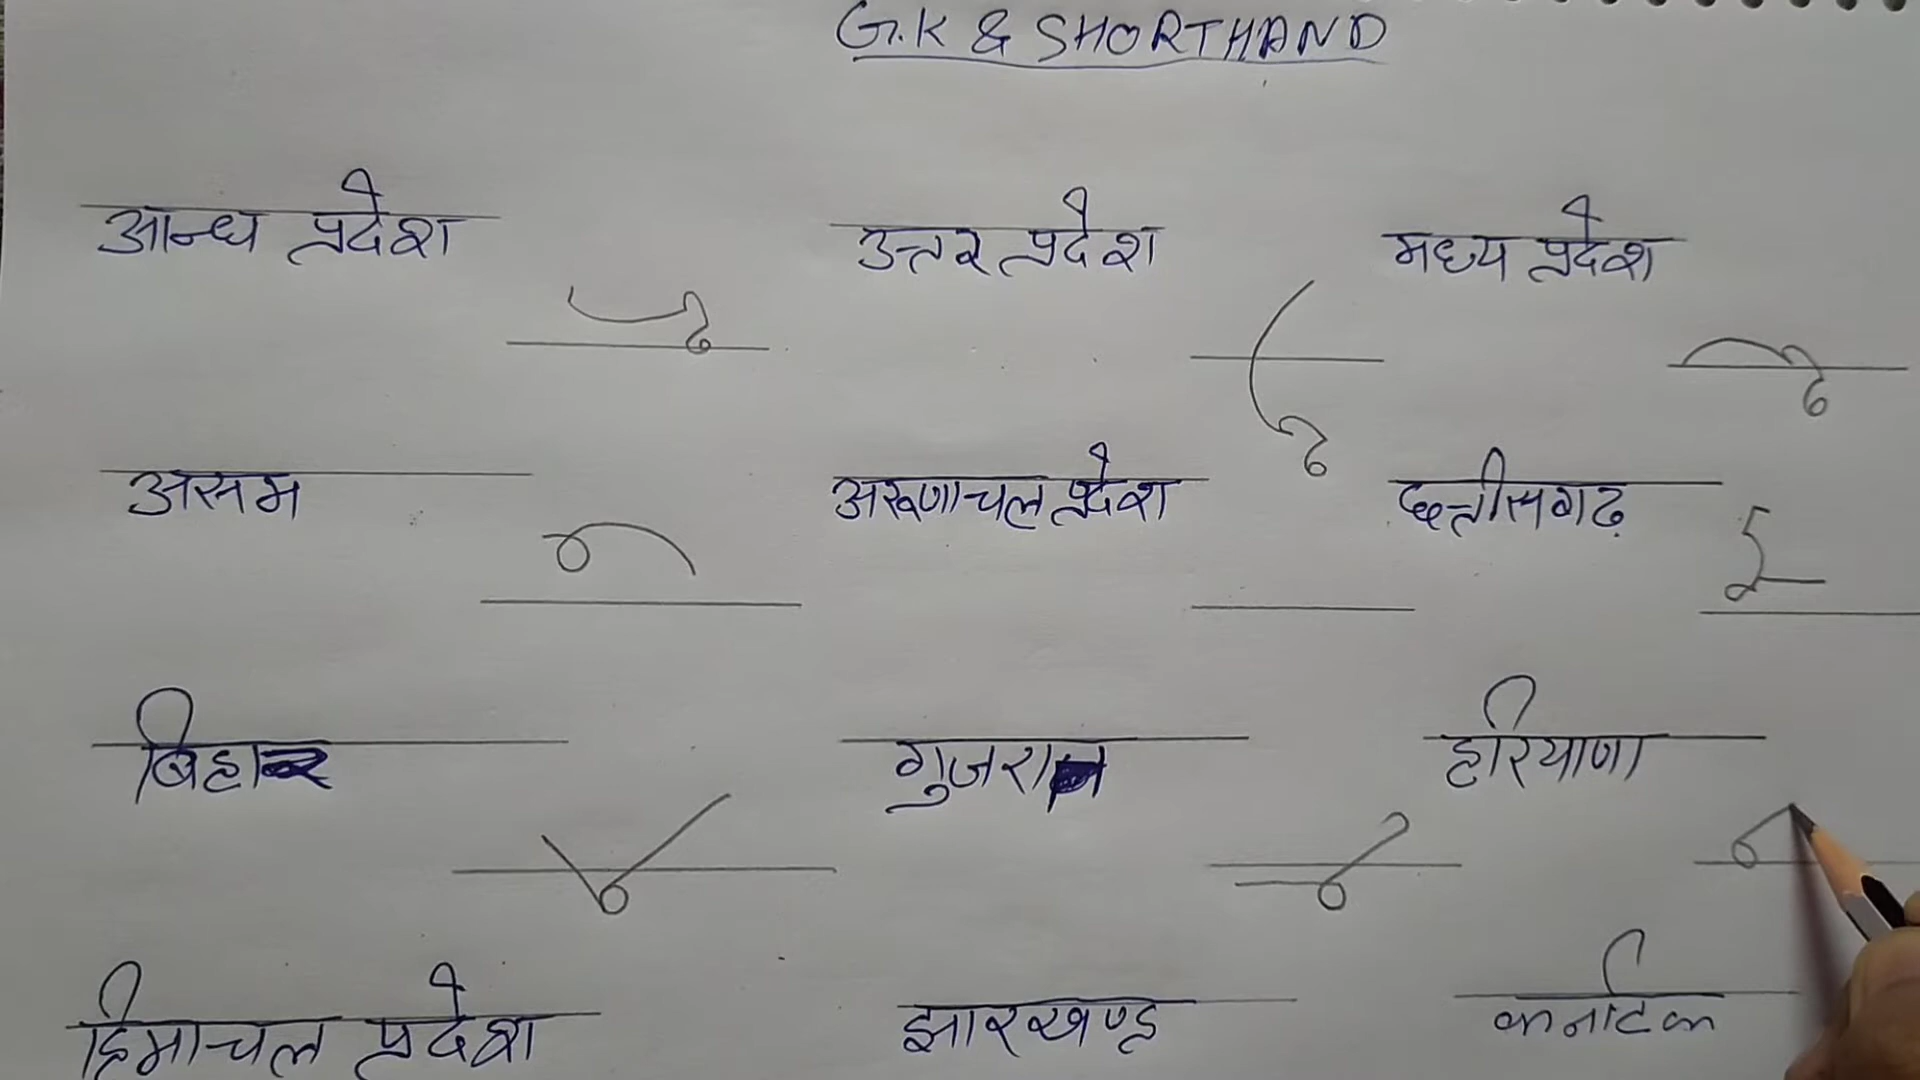 G.K & SHORTHAND
आन्ध प्रदेश उत्तर प्रदेश मध्य प्रदेश
असम अरूणाचल प्रदेश छत्तीसगढ़
बिहार गुजरात हरियाणा
हिमाचल प्रदेश झारखण्ड कर्नाटक